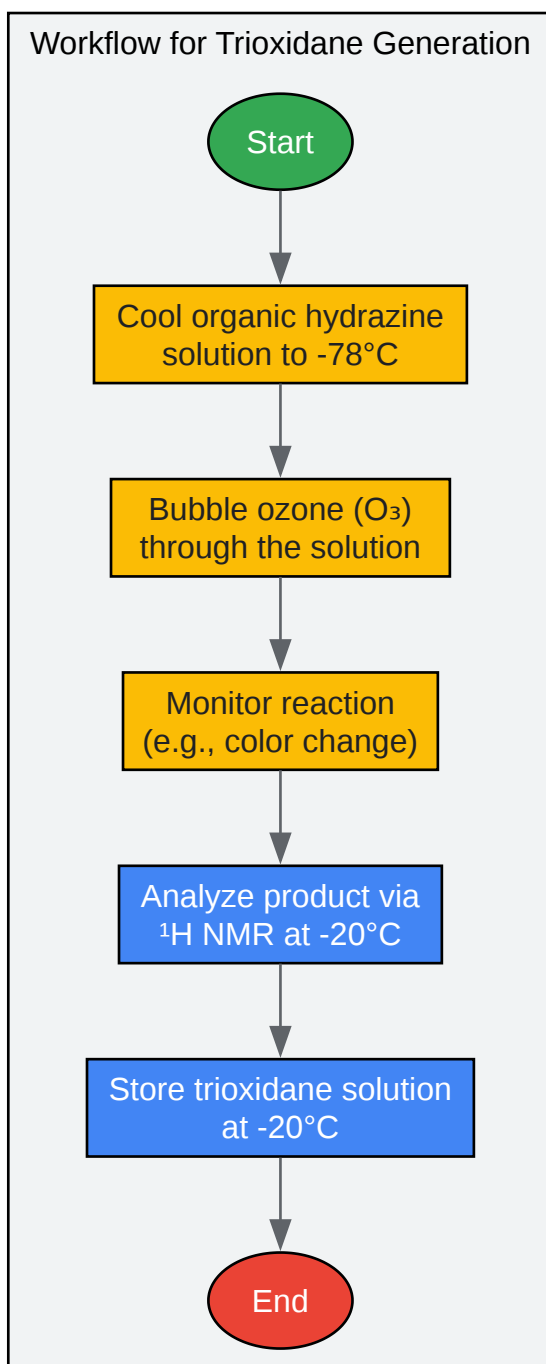 Workflow for Trioxidane Generation
Start
Cool organic hydrazine
solution to -78°C
Bubble ozone (O₃)
through the solution
Monitor reaction
(e.g., color change)
Analyze product via
¹H NMR at -20°C
Store trioxidane solution
at -20°C
End